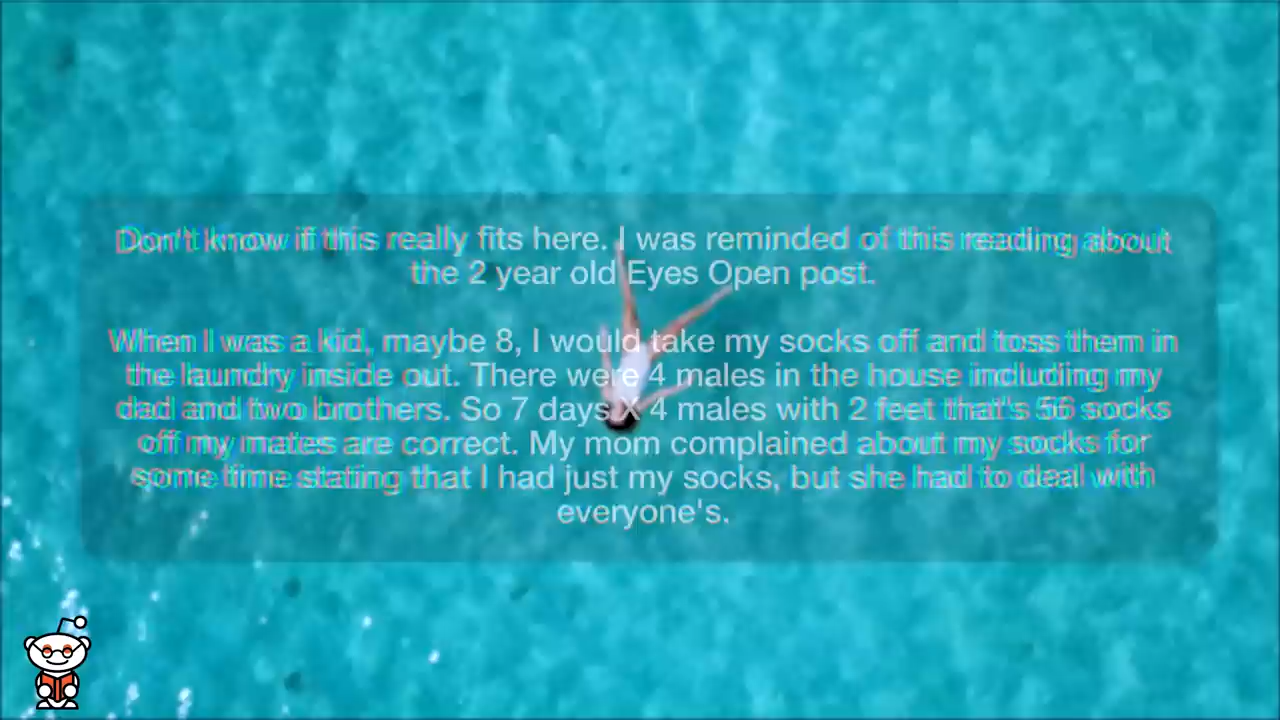 Don't know if this really fits here. I was reminded of this reading about
the 2 year old Eyes Open post.
When I was a kid, maybe 8, I would take my socks off and toss them in
the laundry inside out. There were 4 males in the house including my
dad and two brothers. So 7 days X 4 males with 2 feet that's 56 socks
off my mates are correct. My mom complained about my socks for
some time stating that I had just my socks, but she had to deal with
everyone's.